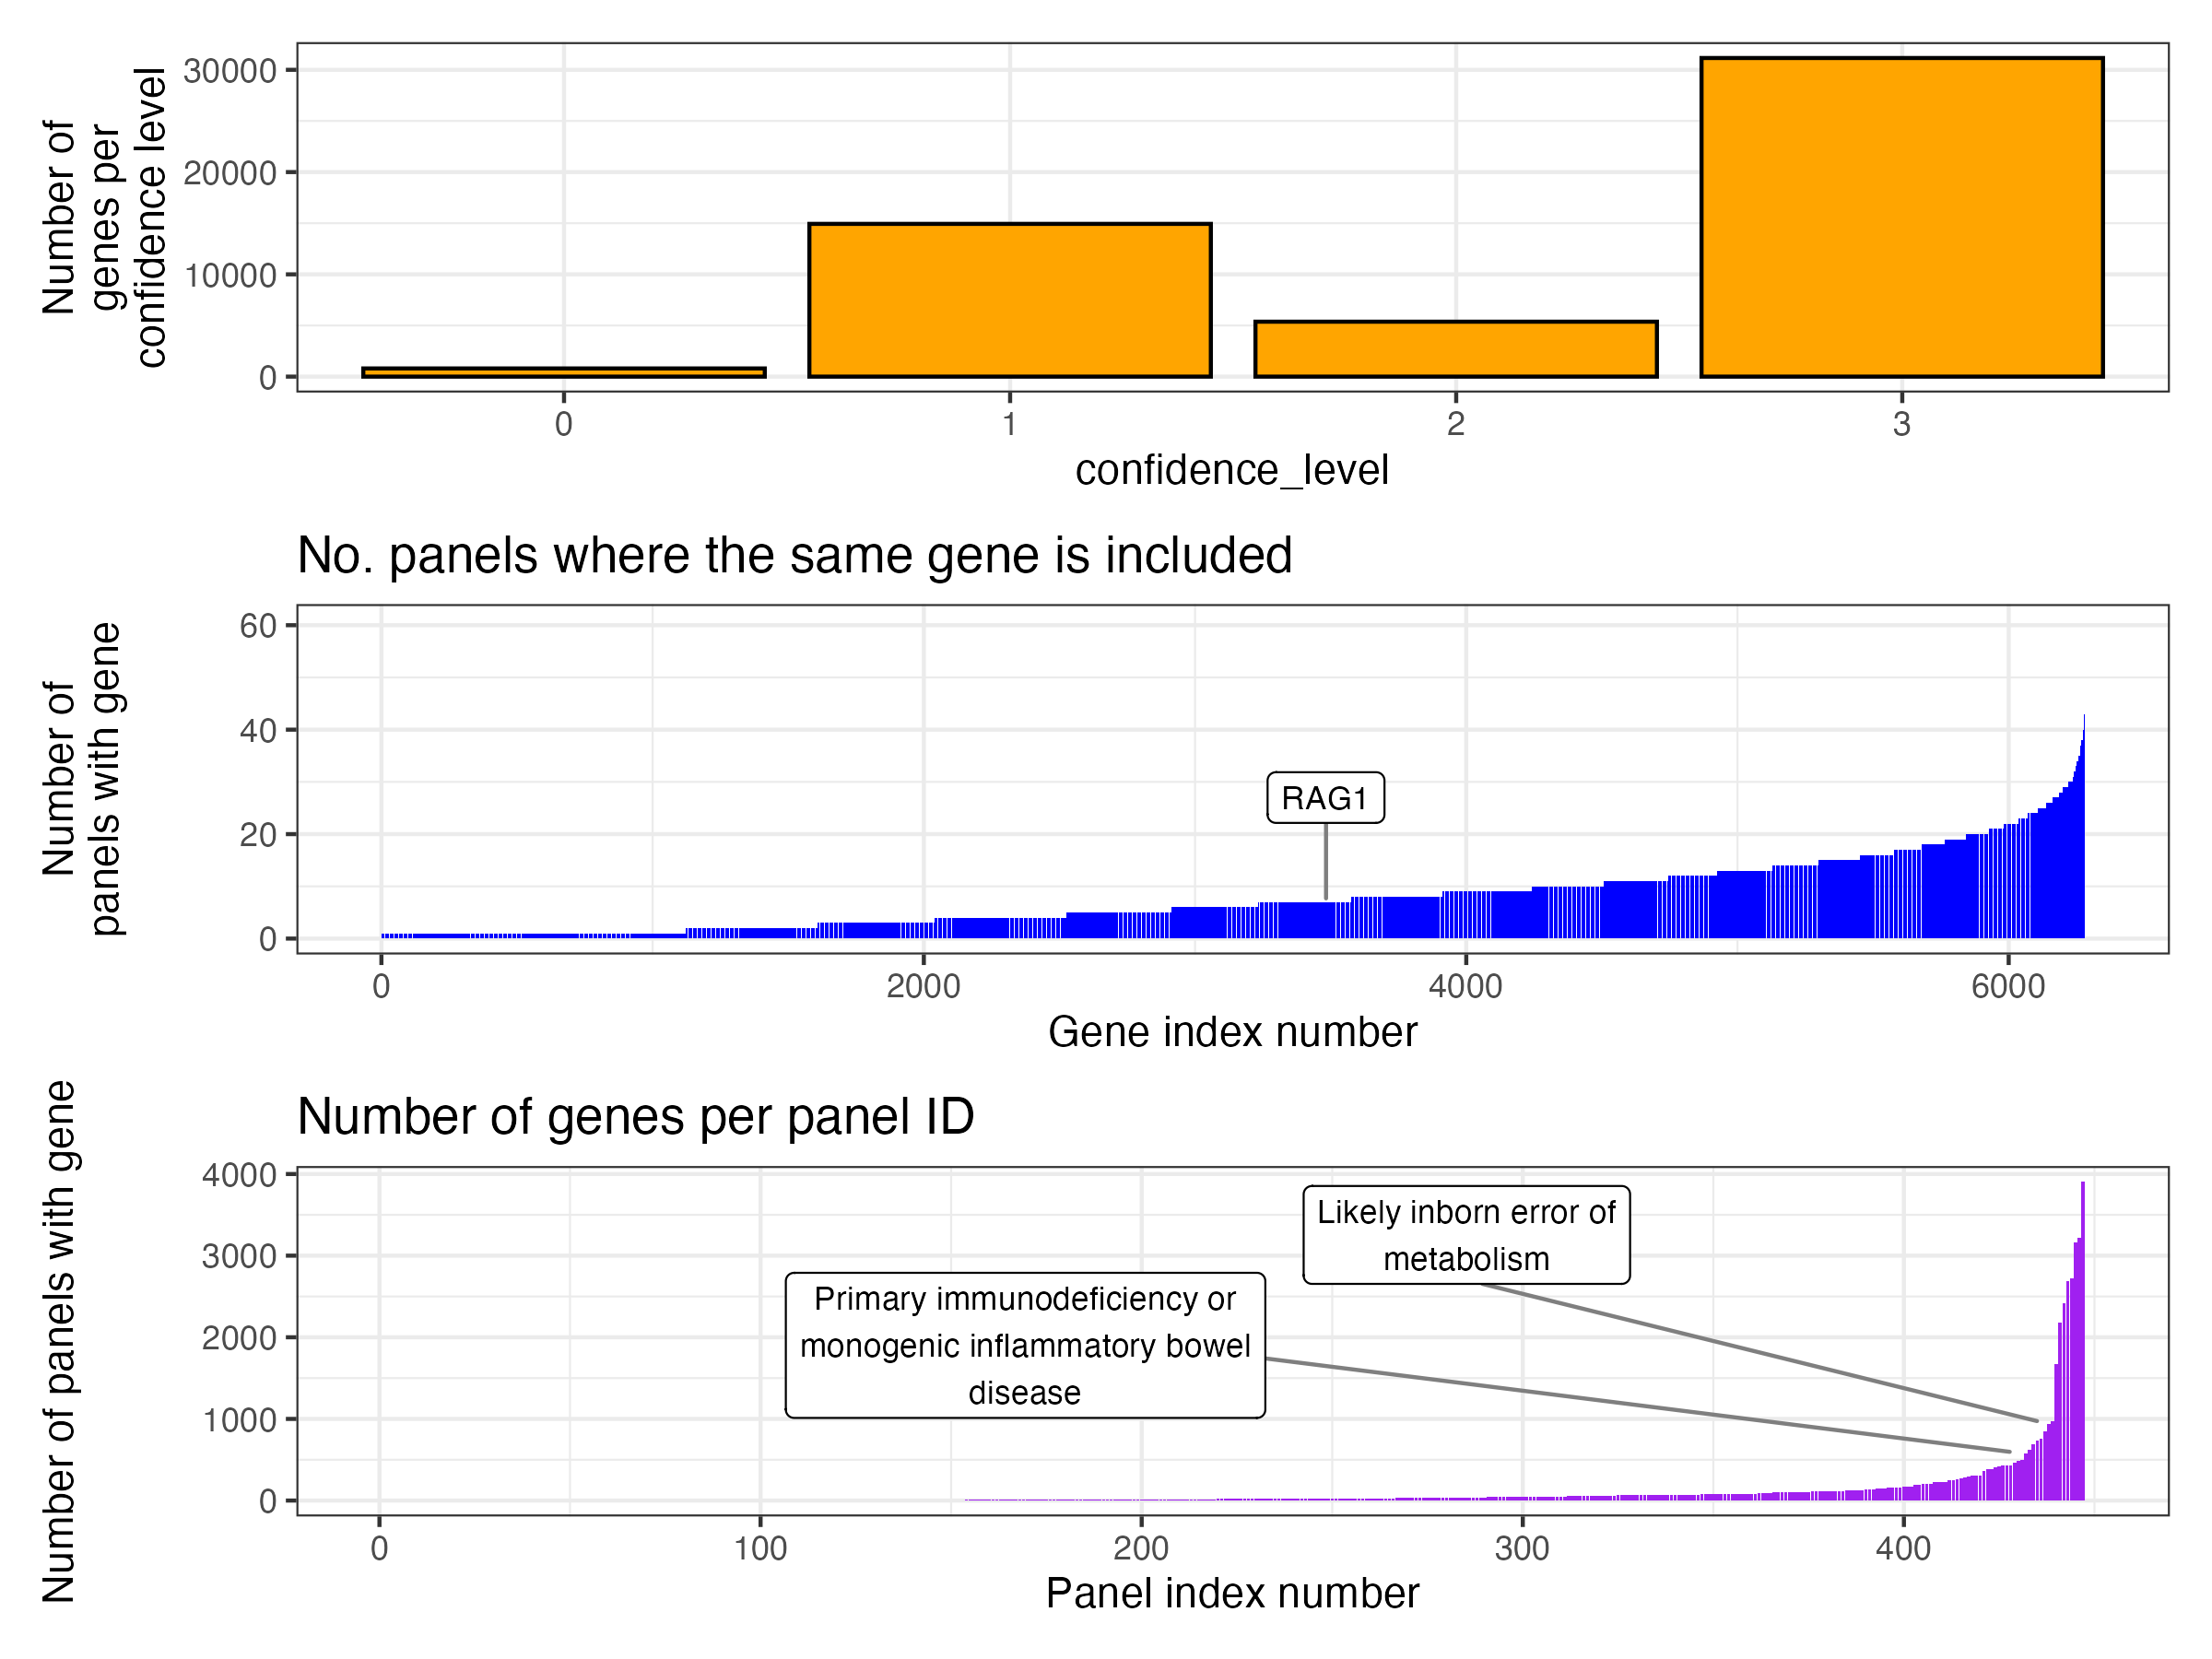 Number of
genes per
confidence level
30000
20000
10000
0
0 1 2 3
confidence_level
No. panels where the same gene is included
Number of
panels with gene
60
40
20
0
RAG1
0 2000 4000 6000
Gene index number
Number of genes per panel ID
Number of panels with gene
4000
3000
2000
1000
0
Likely inborn error of
metabolism
Primary immunodeficiency or
monogenic inflammatory bowel
disease
0 100 200 300 400
Panel index number